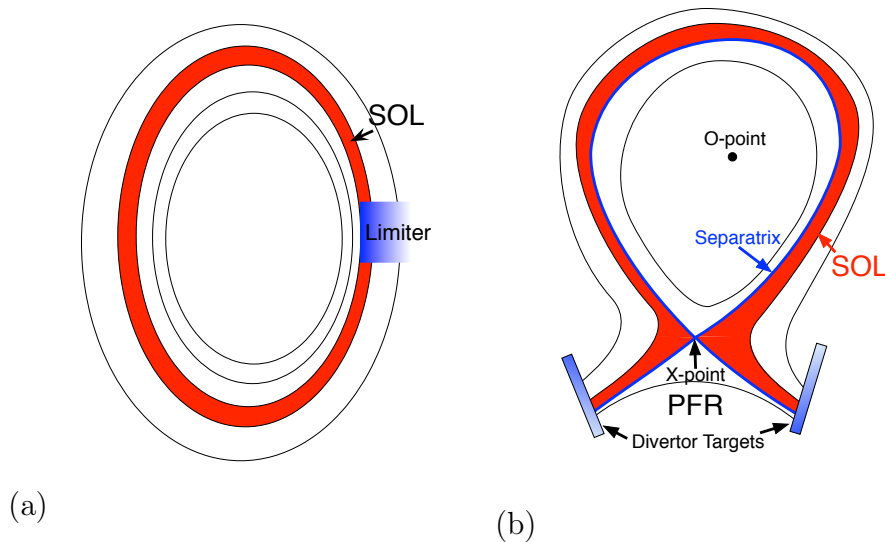 SOL
Limiter
(a)
O-point
Separatrix
SOL
X-point
PFR
Divertor Targets
(b)